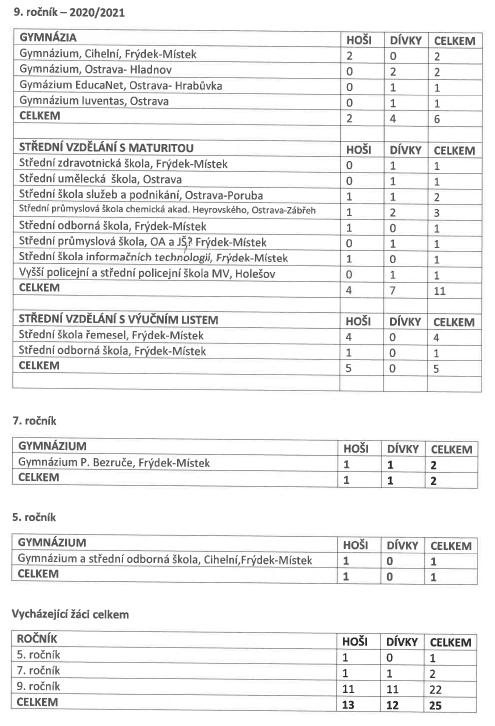 9. ročník – 2020/2021
GYMNÁZIA HOŠI DÍVKY CELKEM
Gymnázium, Cihelní, Frýdek-Místek 2 0 2
Gymnázium, Ostrava- Hladnov 0 2 2
Gymázium EducaNet, Ostrava- Hrabůvka 0 1 1
Gymnázium Iuventas, Ostrava 0 1 1
CELKEM 2 4 6
STŘEDNÍ VZDĚLÁNÍ S MATURITOU HOŠI DÍVKY CELKEM
Střední zdravotnická škola, Frýdek-Místek 0 1 1
Střední umělecká škola, Ostrava 0 1 1
Střední škola služeb a podnikání, Ostrava-Poruba 1 1 2
Střední průmyslová škola chemická akad. Heyrovského, Ostrava-Zábřeh 1 2 3
Střední odborná škola, Frýdek-Místek 1 0 1
Střední průmyslová škola, OA a JŠ, Frýdek-Místek 0 1 1
Střední škola informačních technologií, Frýdek-Místek 1 0 1
Vyšší policejní a střední policejní škola MV, Holešov 0 1 1
CELKEM 4 7 11
STŘEDNÍ VZDĚLÁNÍ S VÝUČNÍM LISTEM HOŠI DÍVKY CELKEM
Střední škola řemesel, Frýdek-Místek 4 0 4
Střední odborná škola, Frýdek-Místek 1 0 1
CELKEM 5 0 5
7. ročník
GYMNÁZIUM HOŠI DÍVKY CELKEM
Gymnázium P. Bezruče, Frýdek-Místek 1 1 2
CELKEM 1 1 2
5. ročník
GYMNÁZIUM HOŠI DÍVKY CELKEM
Gymnázium a střední odborná škola, Cihelní,Frýdek-Místek 1 0 1
CELKEM 1 0 1
Vycházející žáci celkem
ROČNÍK HOŠI DÍVKY CELKEM
5. ročník 1 0 1
7. ročník 1 1 2
9. ročník 11 11 22
CELKEM 13 12 25